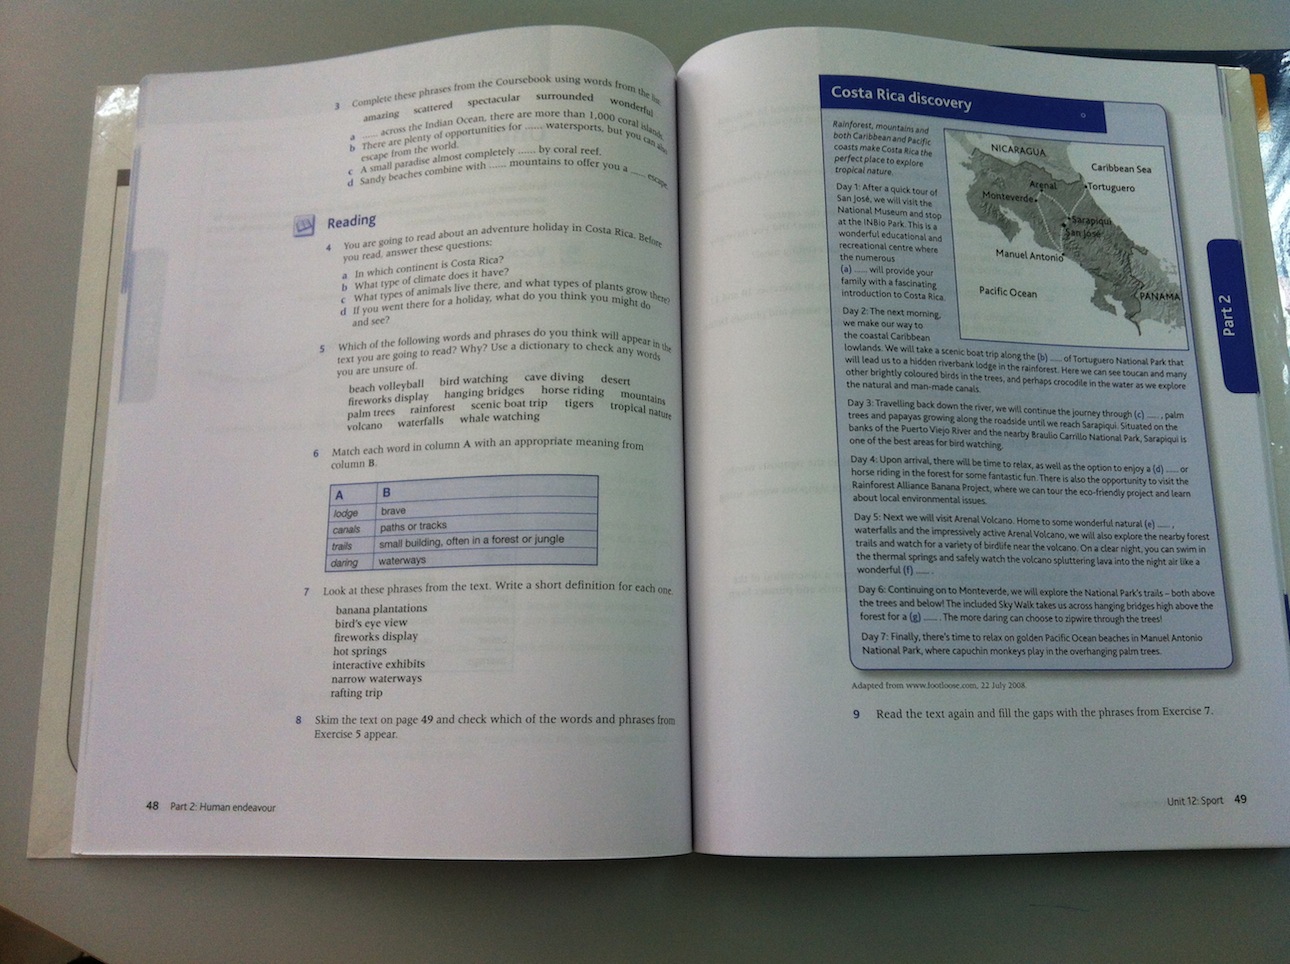 3 Complete these phrases from the Coursebook using words from the list.
amazing scattered spectacular surrounded wonderful
a ...... across the Indian Ocean, there are more than 1,000 coral islands.
b There are plenty of opportunities for ...... watersports, but you can also
escape from the world.
c A small paradise almost completely ...... by coral reef.
d Sandy beaches combine with ...... mountains to offer you a ...... escape.
Reading
4 You are going to read about an adventure holiday in Costa Rica. Before
you read, answer these questions:
a In which continent is Costa Rica?
b What type of climate does it have?
c What types of animals live there, and what types of plants grow there?
d If you went there for a holiday, what do you think you might do
and see?
5 Which of the following words and phrases do you think will appear in the
text you are going to read? Why? Use a dictionary to check any words
you are unsure of.
beach volleyball bird watching cave diving desert
fireworks display hanging bridges horse riding mountains
palm trees rainforest scenic boat trip tigers tropical nature
volcano waterfalls whale watching
6 Match each word in column A with an appropriate meaning from
column B.
A B
lodge brave
canals paths or tracks
trails small building, often in a forest or jungle
daring waterways
7 Look at these phrases from the text. Write a short definition for each one.
banana plantations
bird's eye view
fireworks display
hot springs
interactive exhibits
narrow waterways
rafting trip
8 Skim the text on page 49 and check which of the words and phrases from
Exercise 5 appear.
48 Part 2: Human endeavour
Costa Rica discovery
Rainforest, mountains and
both Caribbean and Pacific
coasts make Costa Rica the
perfect place to explore
tropical nature.
Day 1: After a quick tour of
San José, we will visit the
National Museum and stop
at the INBio Park. This is a
wonderful educational and
recreational centre where
the numerous
(a) ...... will provide your
family with a fascinating
introduction to Costa Rica.
Day 2: The next morning,
we make our way to
the coastal Caribbean
lowlands. We will take a scenic boat trip along the (b) ...... of Tortuguero National Park that
will lead us to a hidden riverbank lodge in the rainforest. Here we can see toucan and many
other brightly coloured birds in the trees, and perhaps crocodile in the water as we explore
the natural and man-made canals.
Day 3: Travelling back down the river, we will continue the journey through (c) ...... , palm
trees and papayas growing along the roadside until we reach Sarapiqui. Situated on the
banks of the Puerto Viejo River and the nearby Braulio Carrillo National Park, Sarapiqui is
one of the best areas for bird watching.
Day 4: Upon arrival, there will be time to relax, as well as the option to enjoy a (d) ...... or
horse riding in the forest for some fantastic fun. There is also the opportunity to visit the
Rainforest Alliance Banana Project, where we can tour the eco-friendly project and learn
about local environmental issues.
Day 5: Next we will visit Arenal Volcano. Home to some wonderful natural (e) ...... ,
waterfalls and the impressively active Arenal Volcano, we will also explore the nearby forest
trails and watch for a variety of birdlife near the volcano. On a clear night, you can swim in
the thermal springs and safely watch the volcano spluttering lava into the night air like a
wonderful (f) ...... .
Day 6: Continuing on to Monteverde, we will explore the National Park's trails – both above
the trees and below! The included Sky Walk takes us across hanging bridges high above the
forest for a (g) ...... . The more daring can choose to zipwire through the trees!
Day 7: Finally, there's time to relax on golden Pacific Ocean beaches in Manuel Antonio
National Park, where capuchin monkeys play in the overhanging palm trees.
NICARAGUA
Caribbean Sea
Arenal
Tortuguero
Monteverde
Sarapiqui
San José
Manuel Antonio
Pacific Ocean
PANAMA
Adapted from www.footloose.com, 22 July 2008.
9 Read the text again and fill the gaps with the phrases from Exercise 7.
Part 2
Unit 12: Sport 49